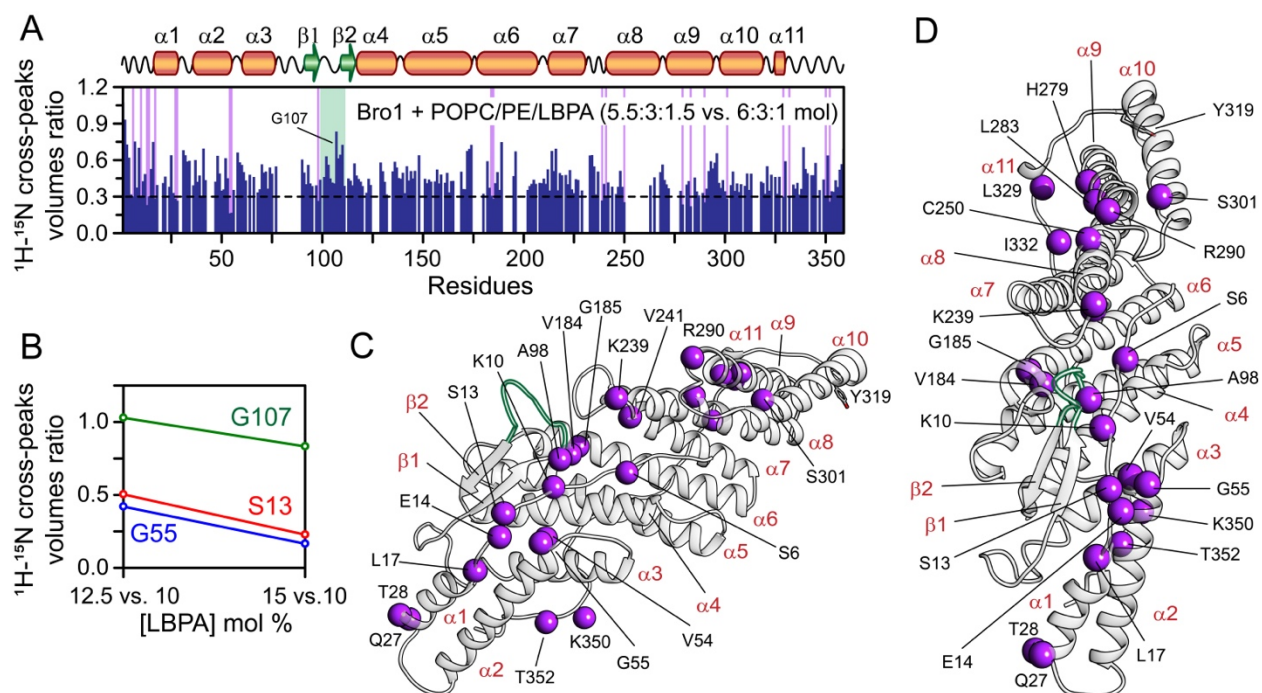 A
α1 α2 α3 β1 β2 α4 α5 α6 α7 α8 α9 α10 α11
¹H-¹⁵N cross-peaks
volumes ratio
1.2
0.9
0.6
0.3
0.0
Bro1 + POPC/PE/LBPA (5.5:3:1.5 vs. 6:3:1 mol)
G107
50 100 150 200 250 300 350
Residues
B
¹H-¹⁵N cross-peaks
volumes ratio
1.0
0.5
0.0
G107
S13
G55
12.5 vs. 10 15 vs.10
[LBPA] mol %
C
G185
V184
A98
K10
S13
β2
β1
E14
L17
T28
Q27
α1
α2
T352
K350
G55
V54
α3
α4
α5
S6
α6
α7
S301
α8
Y319
α10
α9
α11
R290
V241
K239
D
α9
α10
H279
Y319
L283
α11
L329
C250
S301
I332
R290
α8
α7
α6
K239
S6
G185
α5
V184
A98
α4
K10
V54
α3
β2
G55
β1
K350
S13
T352
α1
α2
T28
E14
L17
Q27